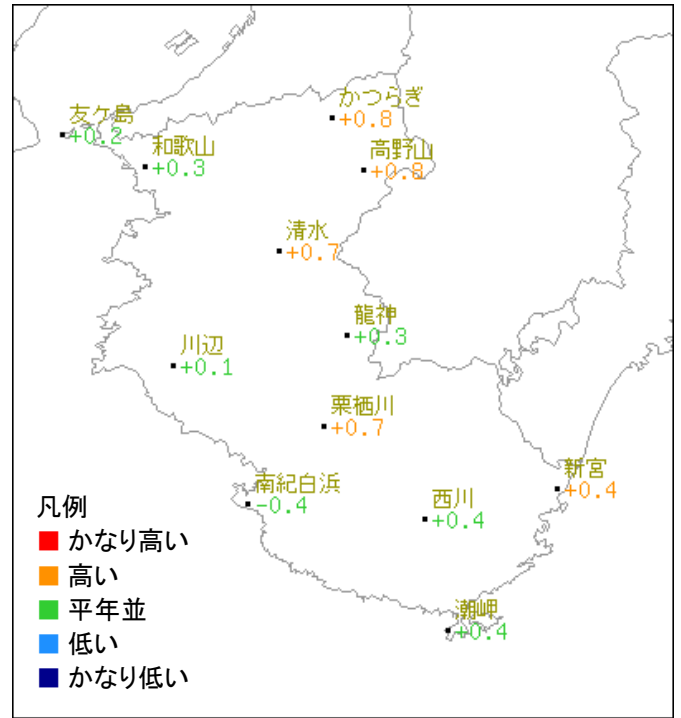 かつらぎ
+0.8
友ケ島
+0.2
和歌山
+0.3
高野山
+0.8
清水
+0.7
龍神
+0.3
川辺
+0.1
栗栖川
+0.7
新宮
+0.4
南紀白浜
-0.4
西川
+0.4
潮岬
+0.4
凡例
かなり高い
高い
平年並
低い
かなり低い